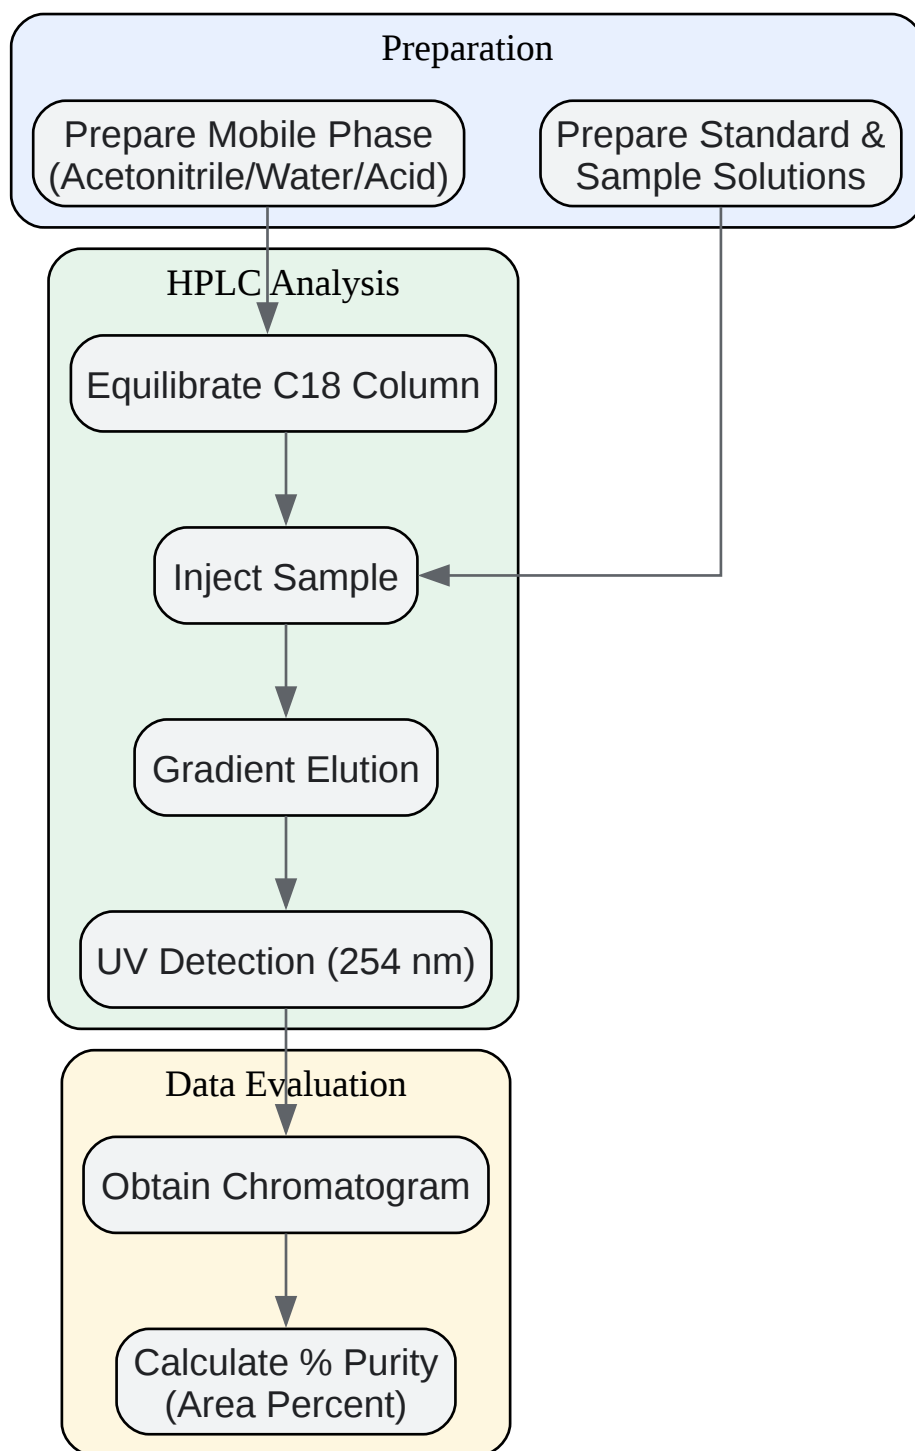 Preparation
Prepare Mobile Phase
(Acetonitrile/Water/Acid)
Prepare Standard &
Sample Solutions
HPLC Analysis
Equilibrate C18 Column
Inject Sample
Gradient Elution
UV Detection (254 nm)
Data Evaluation
Obtain Chromatogram
Calculate % Purity
(Area Percent)